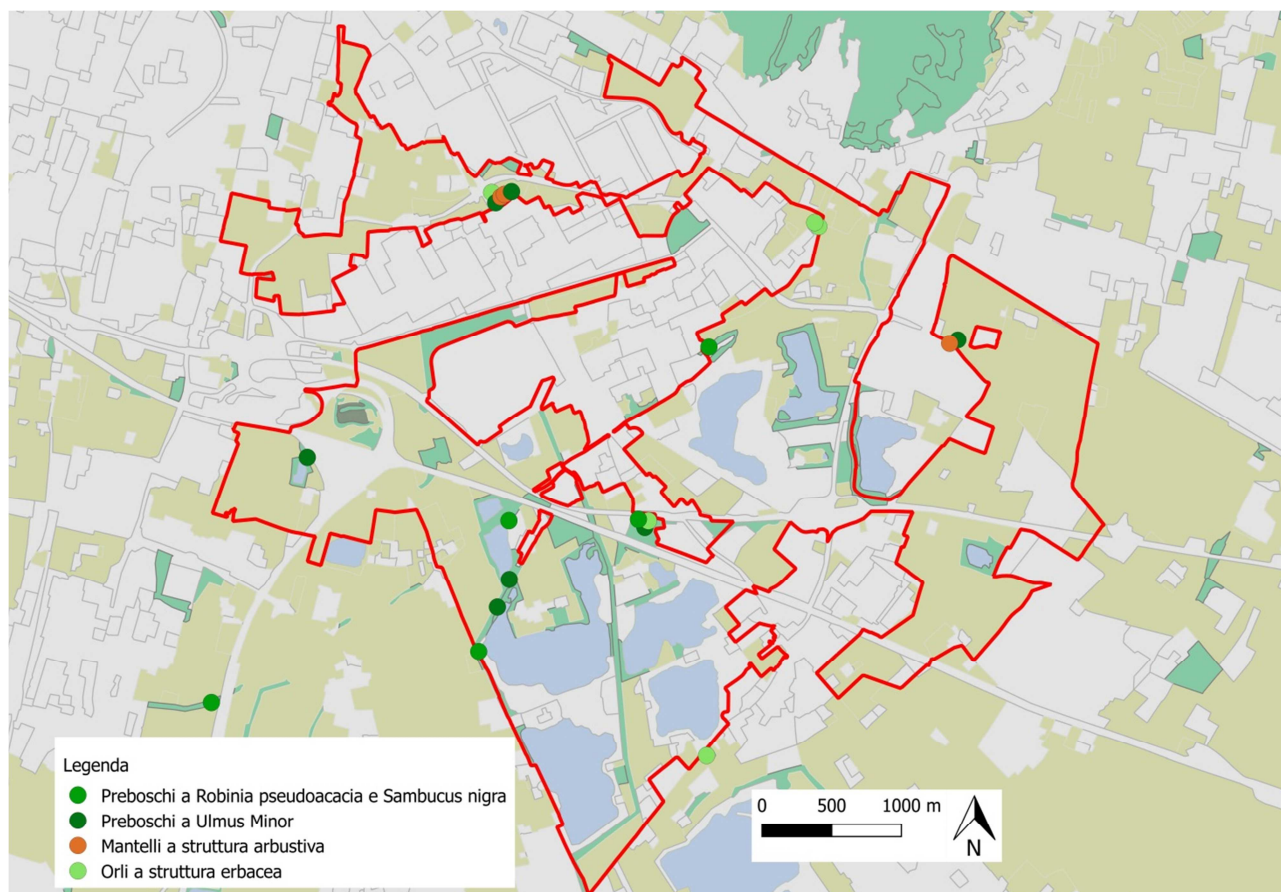 Legenda
Preboschi a Robinia pseudoacacia e Sambucus nigra
Preboschi a Ulmus Minor
Mantelli a struttura arbustiva
Orli a struttura erbacea
0 500 1000 m
N